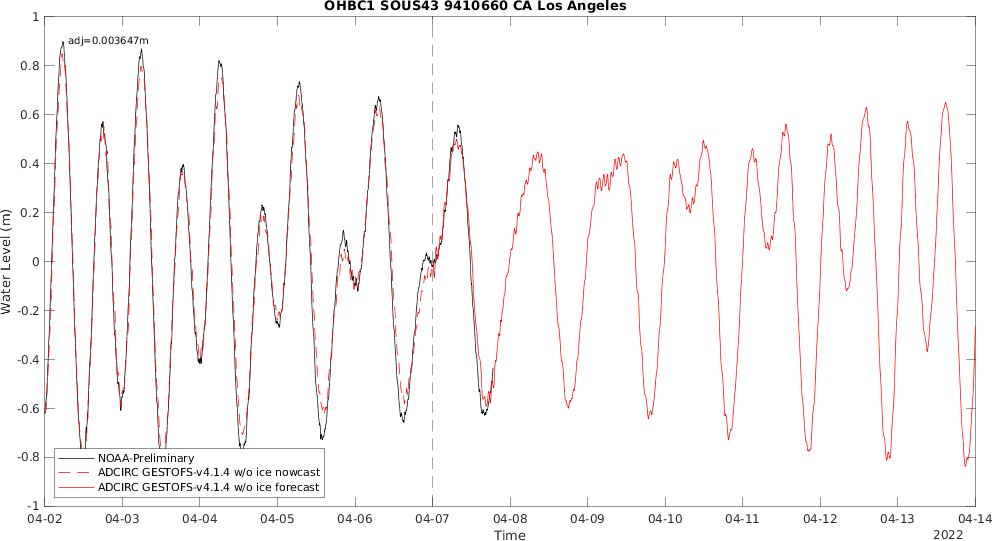 OHBC1 SOUS43 9410660 CA Los Angeles
adj=0.003647m
1
0.8
0.6
0.4
0.2
0
-0.2
-0.4
-0.6
-0.8
-1
Water Level (m)
NOAA-Preliminary
ADCIRC GESTOFS-v4.1.4 w/o ice nowcast
ADCIRC GESTOFS-v4.1.4 w/o ice forecast
04-02 04-03 04-04 04-05 04-06 04-07 04-08 04-09 04-10 04-11 04-12 04-13 04-14
Time
2022